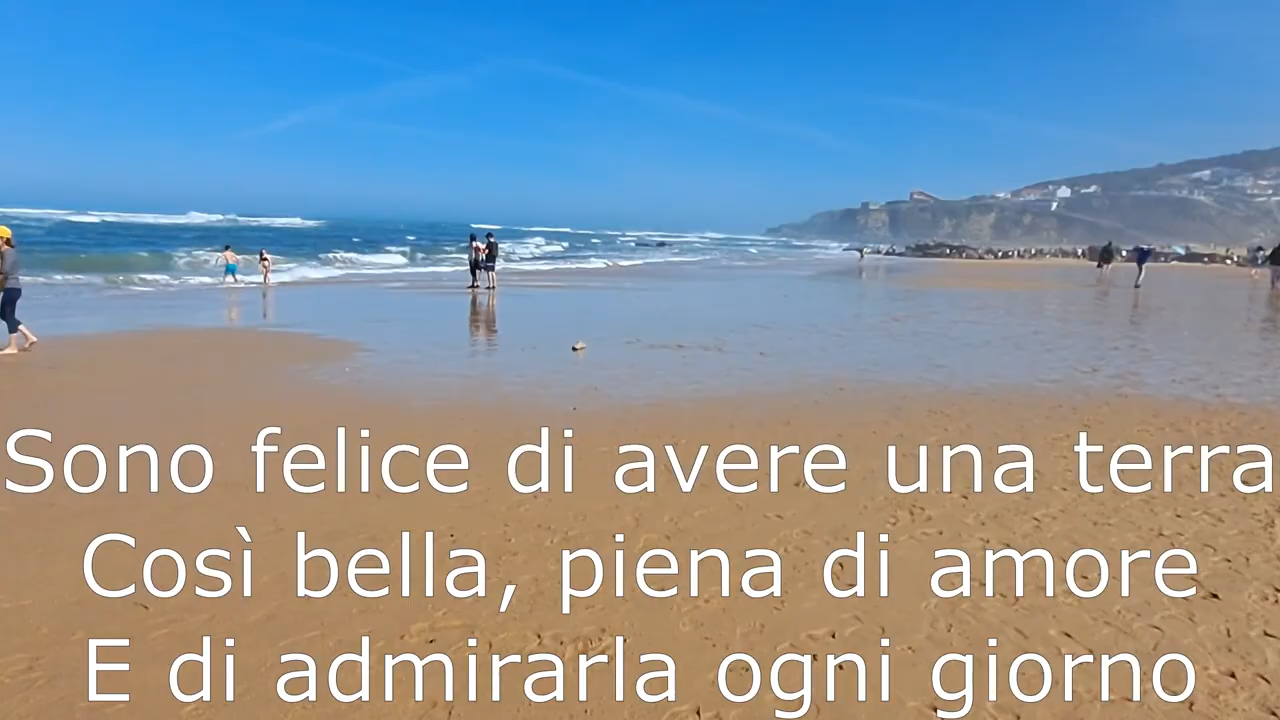 Sono felice di avere una terra
Così bella, piena di amore
E di admirarla ogni giorno